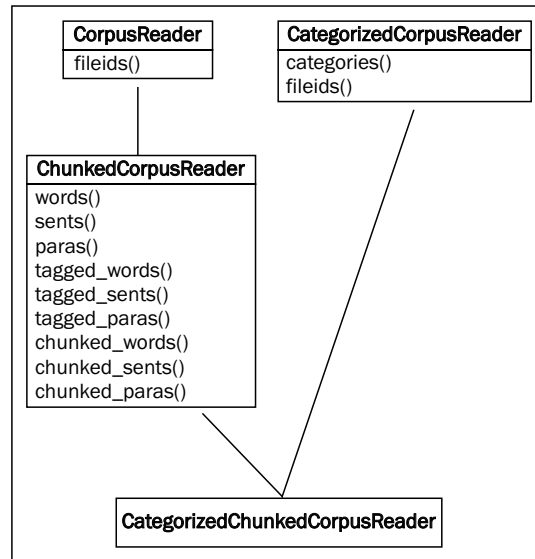 CorpusReader
fileids()
CategorizedCorpusReader
categories()
fileids()
ChunkedCorpusReader
words()
sents()
paras()
tagged_words()
tagged_sents()
tagged_paras()
chunked_words()
chunked_sents()
chunked_paras()
CategorizedChunkedCorpusReader